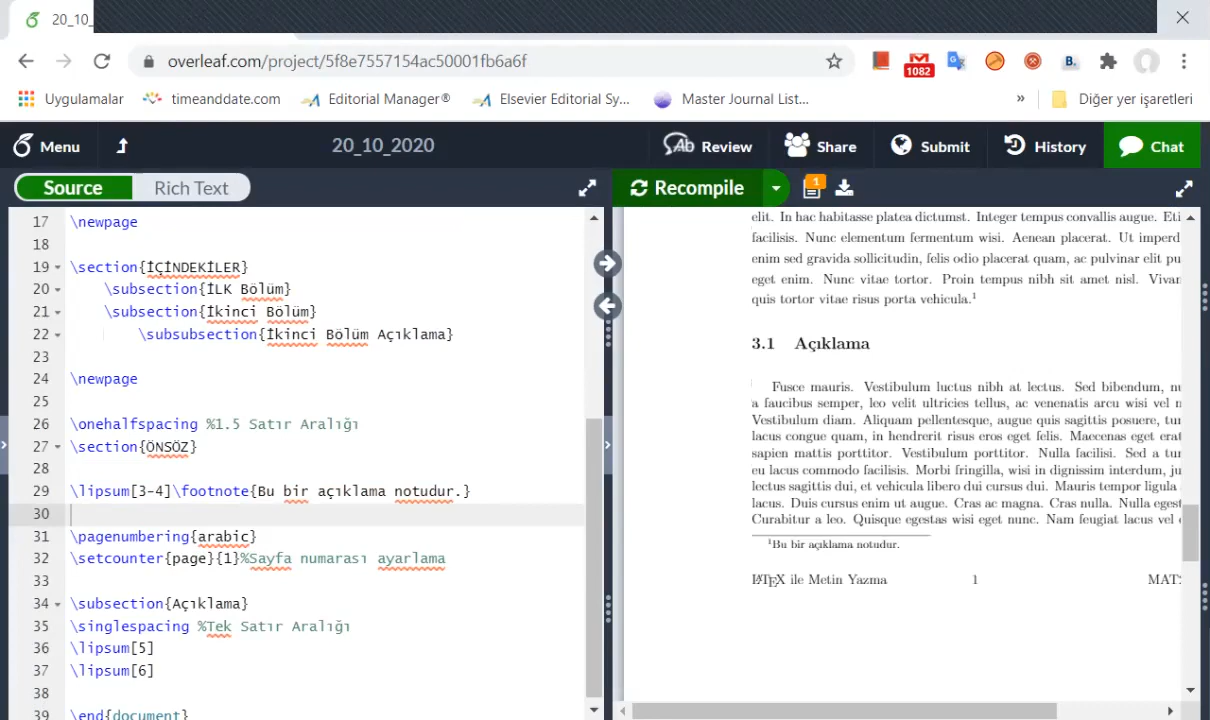 20_10_
overleaf.com/project/5f8e7557154ac50001fb6a6f
1082
B.
Uygulamalar
timeanddate.com
Editorial Manager®
Elsevier Editorial Sy...
Master Journal List...
»
Diğer yer işaretleri
Menu
20_10_2020
Review
Share
Submit
History
Chat
Source
Rich Text
Recompile
1
17 \newpage
18
19 \section{İÇİNDEKİLER}
20 \subsection{İLK Bölüm}
21 \subsection{İkinci Bölüm}
22 \subsubsection{İkinci Bölüm Açıklama}
23
24 \newpage
25
26 \onehalfspacing %1.5 Satır Aralığı
27 \section{ÖNSÖZ}
28
29 \lipsum[3-4]\footnote{Bu bir açıklama notudur.}
30
31 \pagenumbering{arabic}
32 \setcounter{page}{1}%Sayfa numarası ayarlama
33
34 \subsection{Açıklama}
35 \singlespacing %Tek Satır Aralığı
36 \lipsum[5]
37 \lipsum[6]
38
39 \end{document}
elit. In hac habitasse platea dictumst. Integer tempus convallis augue. Eti
facilisis. Nunc elementum fermentum wisi. Aenean placerat. Ut imperd
enim sed gravida sollicitudin, felis odio placerat quam, ac pulvinar elit pu
eget enim. Nunc vitae tortor. Proin tempus nibh sit amet nisl. Vivan
quis tortor vitae risus porta vehicula.1
3.1 Açıklama
Fusce mauris. Vestibulum luctus nibh at lectus. Sed bibendum, nu
a faucibus semper, leo velit ultricies tellus, ac venenatis arcu wisi vel n
Vestibulum diam. Aliquam pellentesque, augue quis sagittis posuere, tur
lacus congue quam, in hendrerit risus eros eget felis. Maecenas eget erat
sapien mattis porttitor. Vestibulum porttitor. Nulla facilisi. Sed a tur
eu lacus commodo facilisis. Morbi fringilla, wisi in dignissim interdum, ju
lectus sagittis dui, et vehicula libero dui cursus dui. Mauris tempor ligula
lacus. Duis cursus enim ut augue. Cras ac magna. Cras nulla. Nulla egest
Curabitur a leo. Quisque egestas wisi eget nunc. Nam feugiat lacus vel
1Bu bir açıklama notudur.
LATEX ile Metin Yazma 1 MAT2